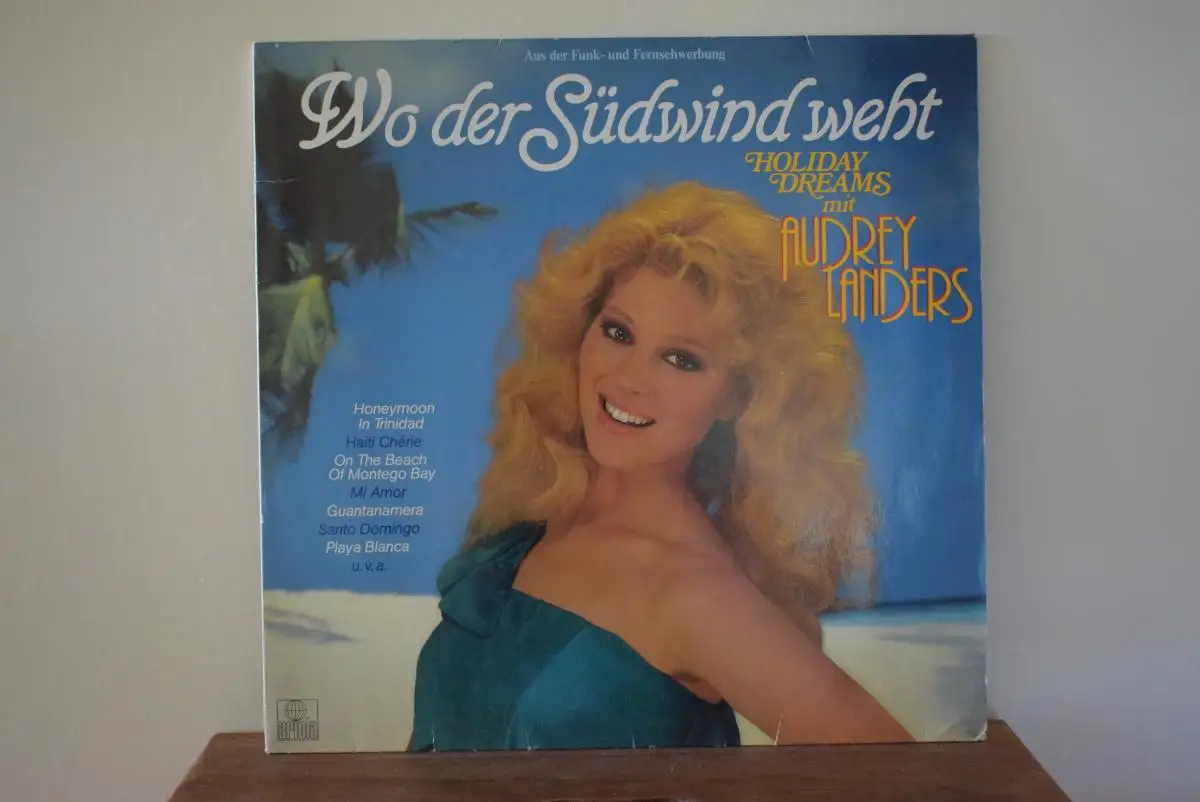 Aus der Funk- und Fernsehwerbung
Wo der Südwind weht
HOLIDAY
DREAMS
mit
AUDREY
LANDERS
Honeymoon
In Trinidad
Haiti Chérie
On The Beach
Of Montego Bay
Mi Amor
Guantanamera
Santo Domingo
Playa Blanca
u.v.a.
ariola